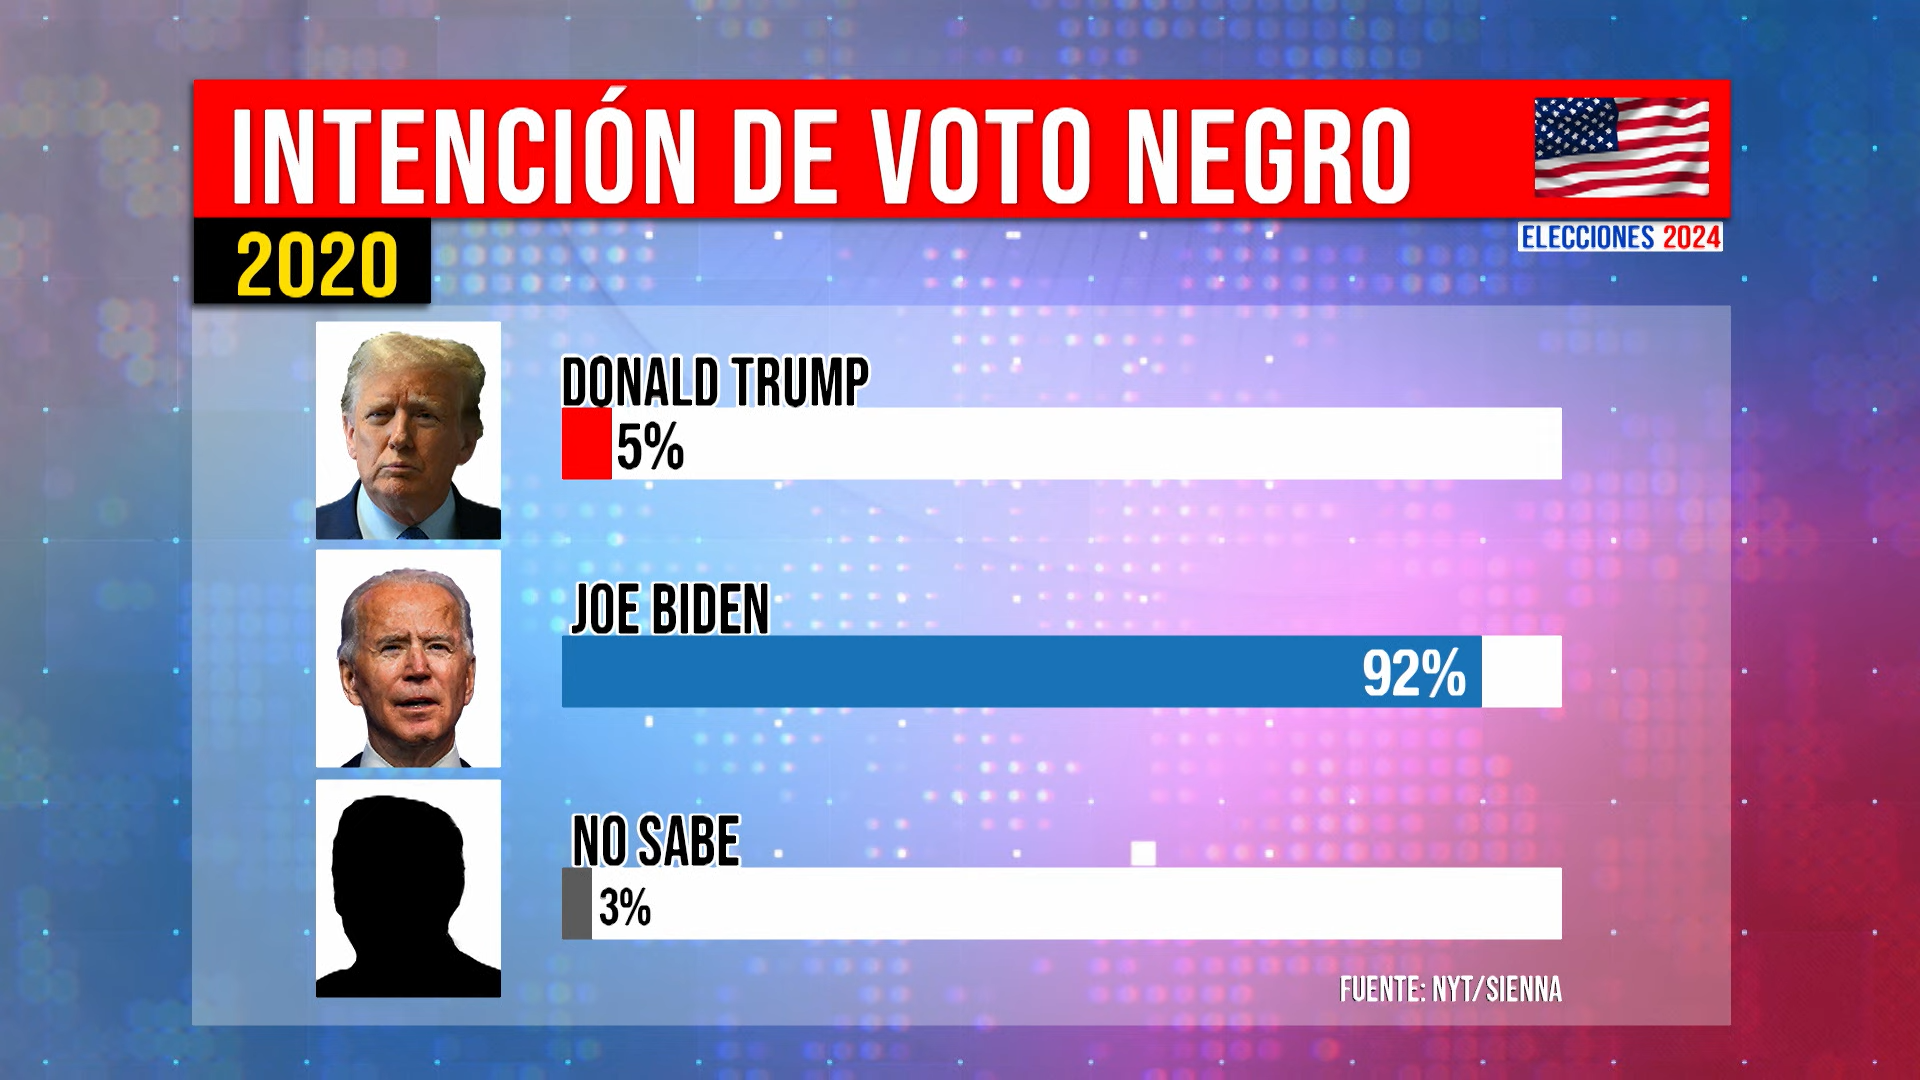 INTENCIÓN DE VOTO NEGRO
ELECCIONES 2024
2020
DONALD TRUMP
5%
JOE BIDEN
92%
NO SABE
3%
FUENTE: NYT/SIENNA